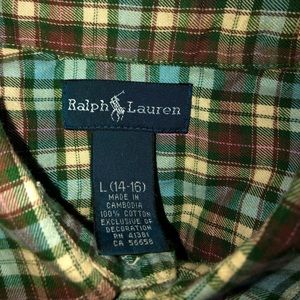 Ralph Lauren
L (14-16)
MADE IN
CAMBODIA
100% COTTON
EXCLUSIVE OF
DECORATION
RN 41381
CA 56658